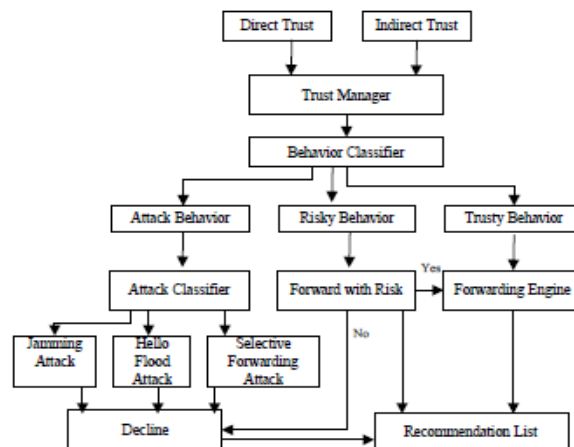 Direct Trust
Indirect Trust
Trust Manager
Behavior Classifier
Attack Behavior
Risky Behavior
Trusty Behavior
Attack Classifier
Forward with Risk
Yes
Forwarding Engine
No
Jamming
Attack
Hello
Flood
Attack
Selective
Forwarding
Attack
Decline
Recommendation List